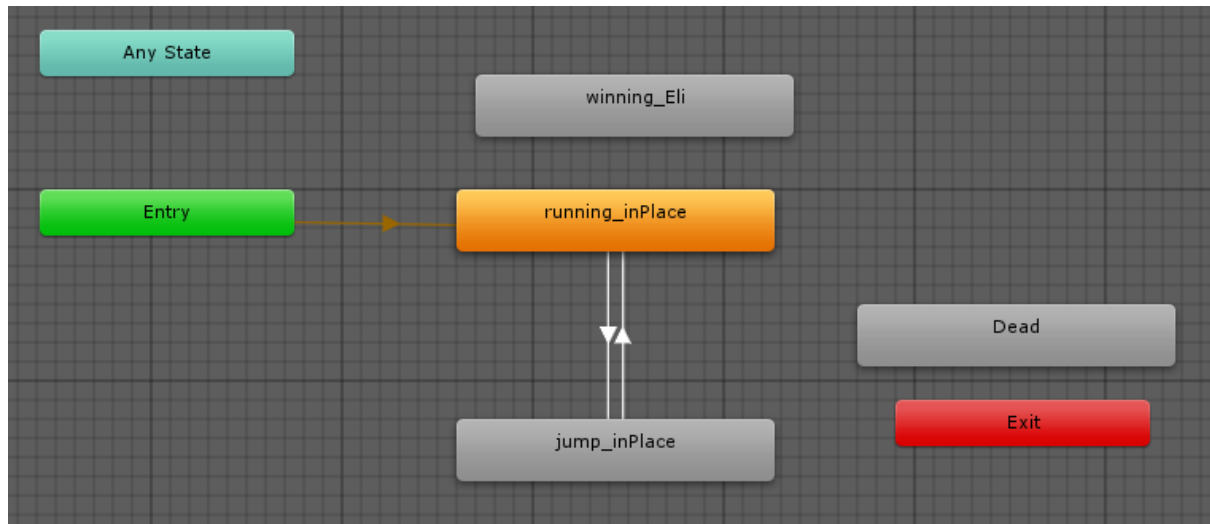 Any State
winning_Eli
Entry
running_inPlace
Dead
Exit
jump_inPlace